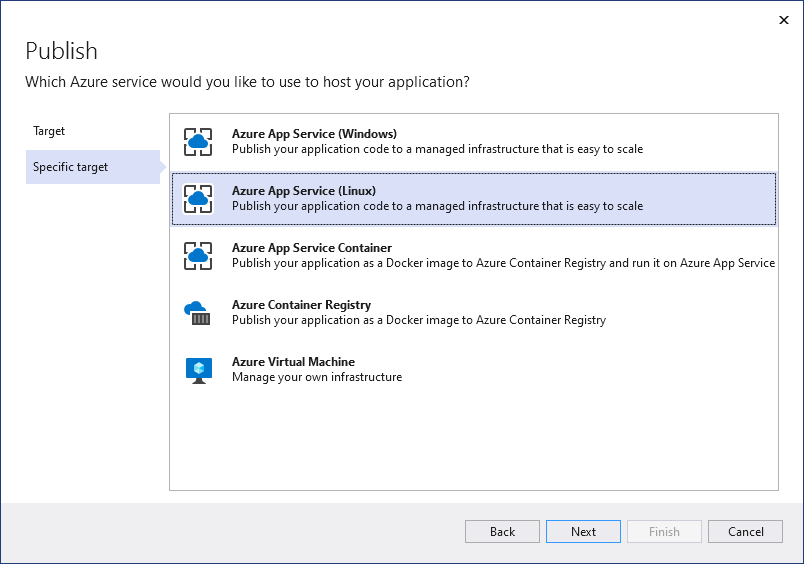 Publish
Which Azure service would you like to use to host your application?
Target
Specific target
Azure App Service (Windows)
Publish your application code to a managed infrastructure that is easy to scale
Azure App Service (Linux)
Publish your application code to a managed infrastructure that is easy to scale
Azure App Service Container
Publish your application as a Docker image to Azure Container Registry and run it on Azure App Service
Azure Container Registry
Publish your application as a Docker image to Azure Container Registry
Azure Virtual Machine
Manage your own infrastructure
Back
Next
Finish
Cancel